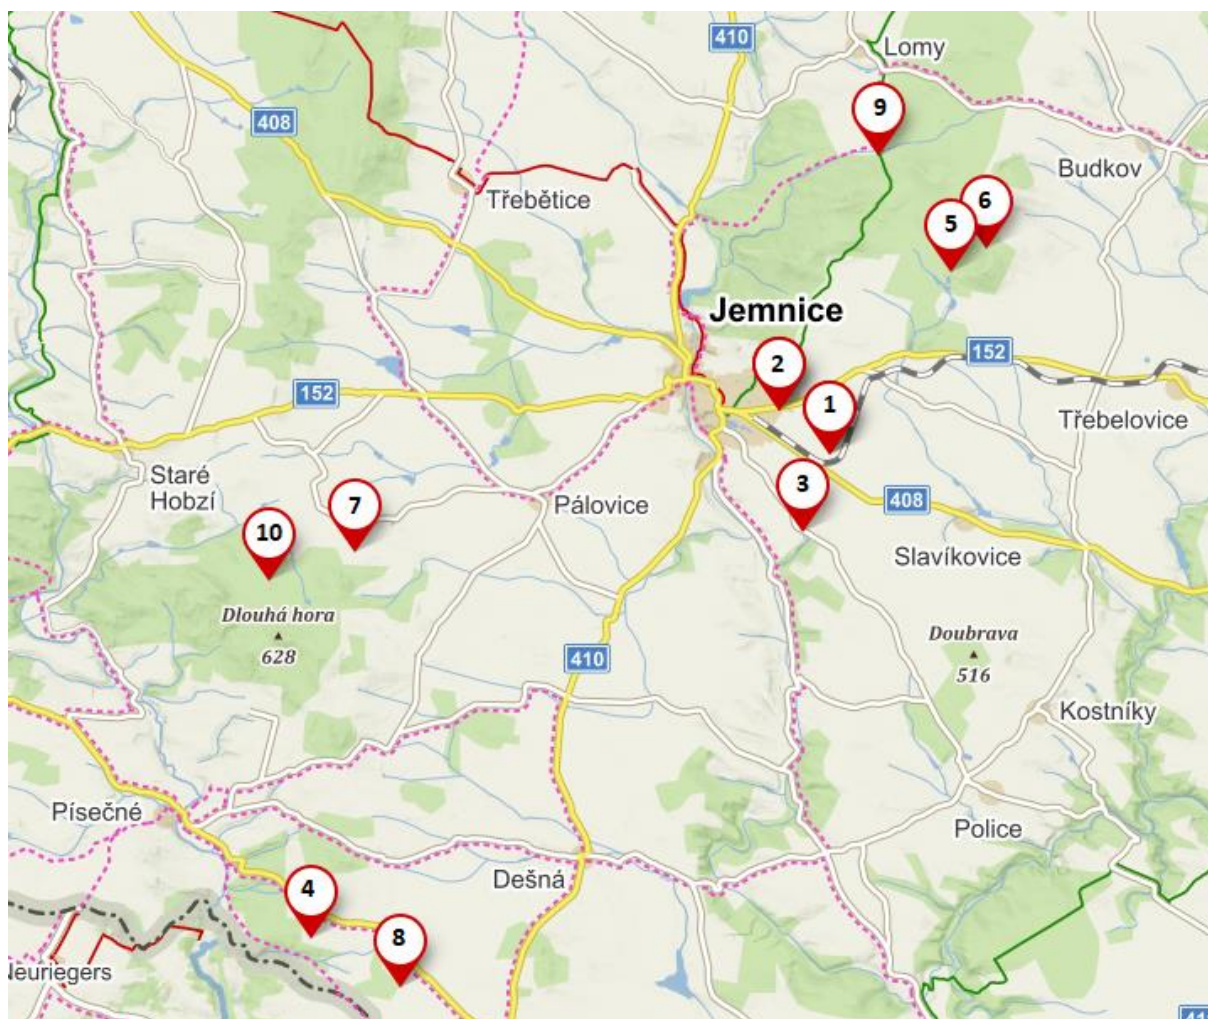 410
Lomy
9
408
Budkov
Třebětice
6
5
Jemnice
152
2
152
1
Třebelovice
Staré
Hobzí
7
Pálovice
3
408
10
Slavíkovice
Dlouhá hora
628
Doubrava
516
410
Kostníky
Písečné
Police
4
Dešná
8
Neuriegers